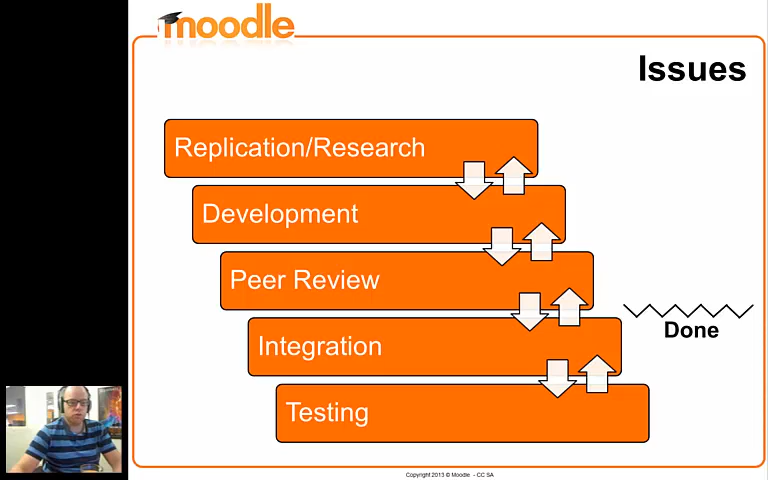 moodle
Issues
Replication/Research
Development
Peer Review
Integration
Done
Testing
Copyright 2013 © Moodle - CC SA